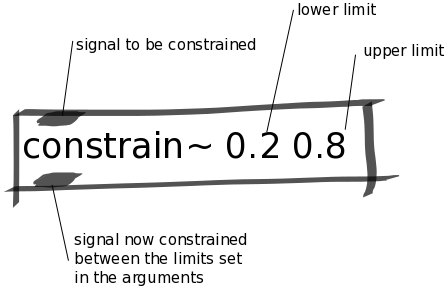 lower limit
signal to be constrained
upper limit
constrain~ 0.2 0.8
signal now constrained
between the limits set
in the arguments